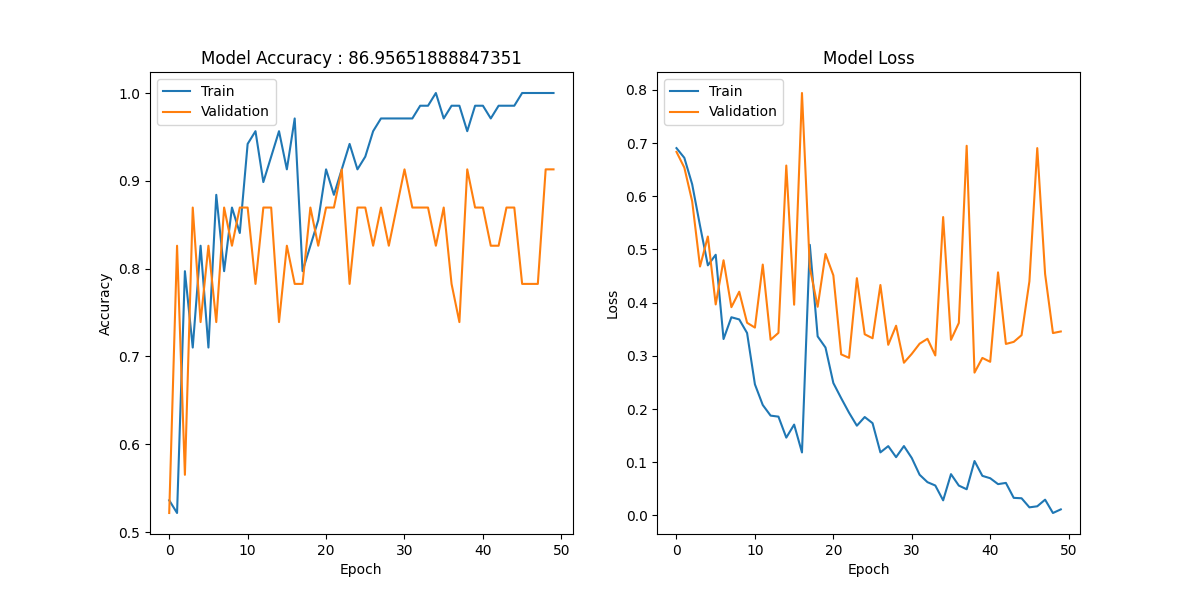 Model Accuracy : 86.95651888847351
Train
Validation
1.0
0.9
0.8
0.7
0.6
0.5
Accuracy
0 10 20 30 40 50
Epoch
Model Loss
Train
Validation
0.8
0.7
0.6
0.5
0.4
0.3
0.2
0.1
0.0
Loss
0 10 20 30 40 50
Epoch